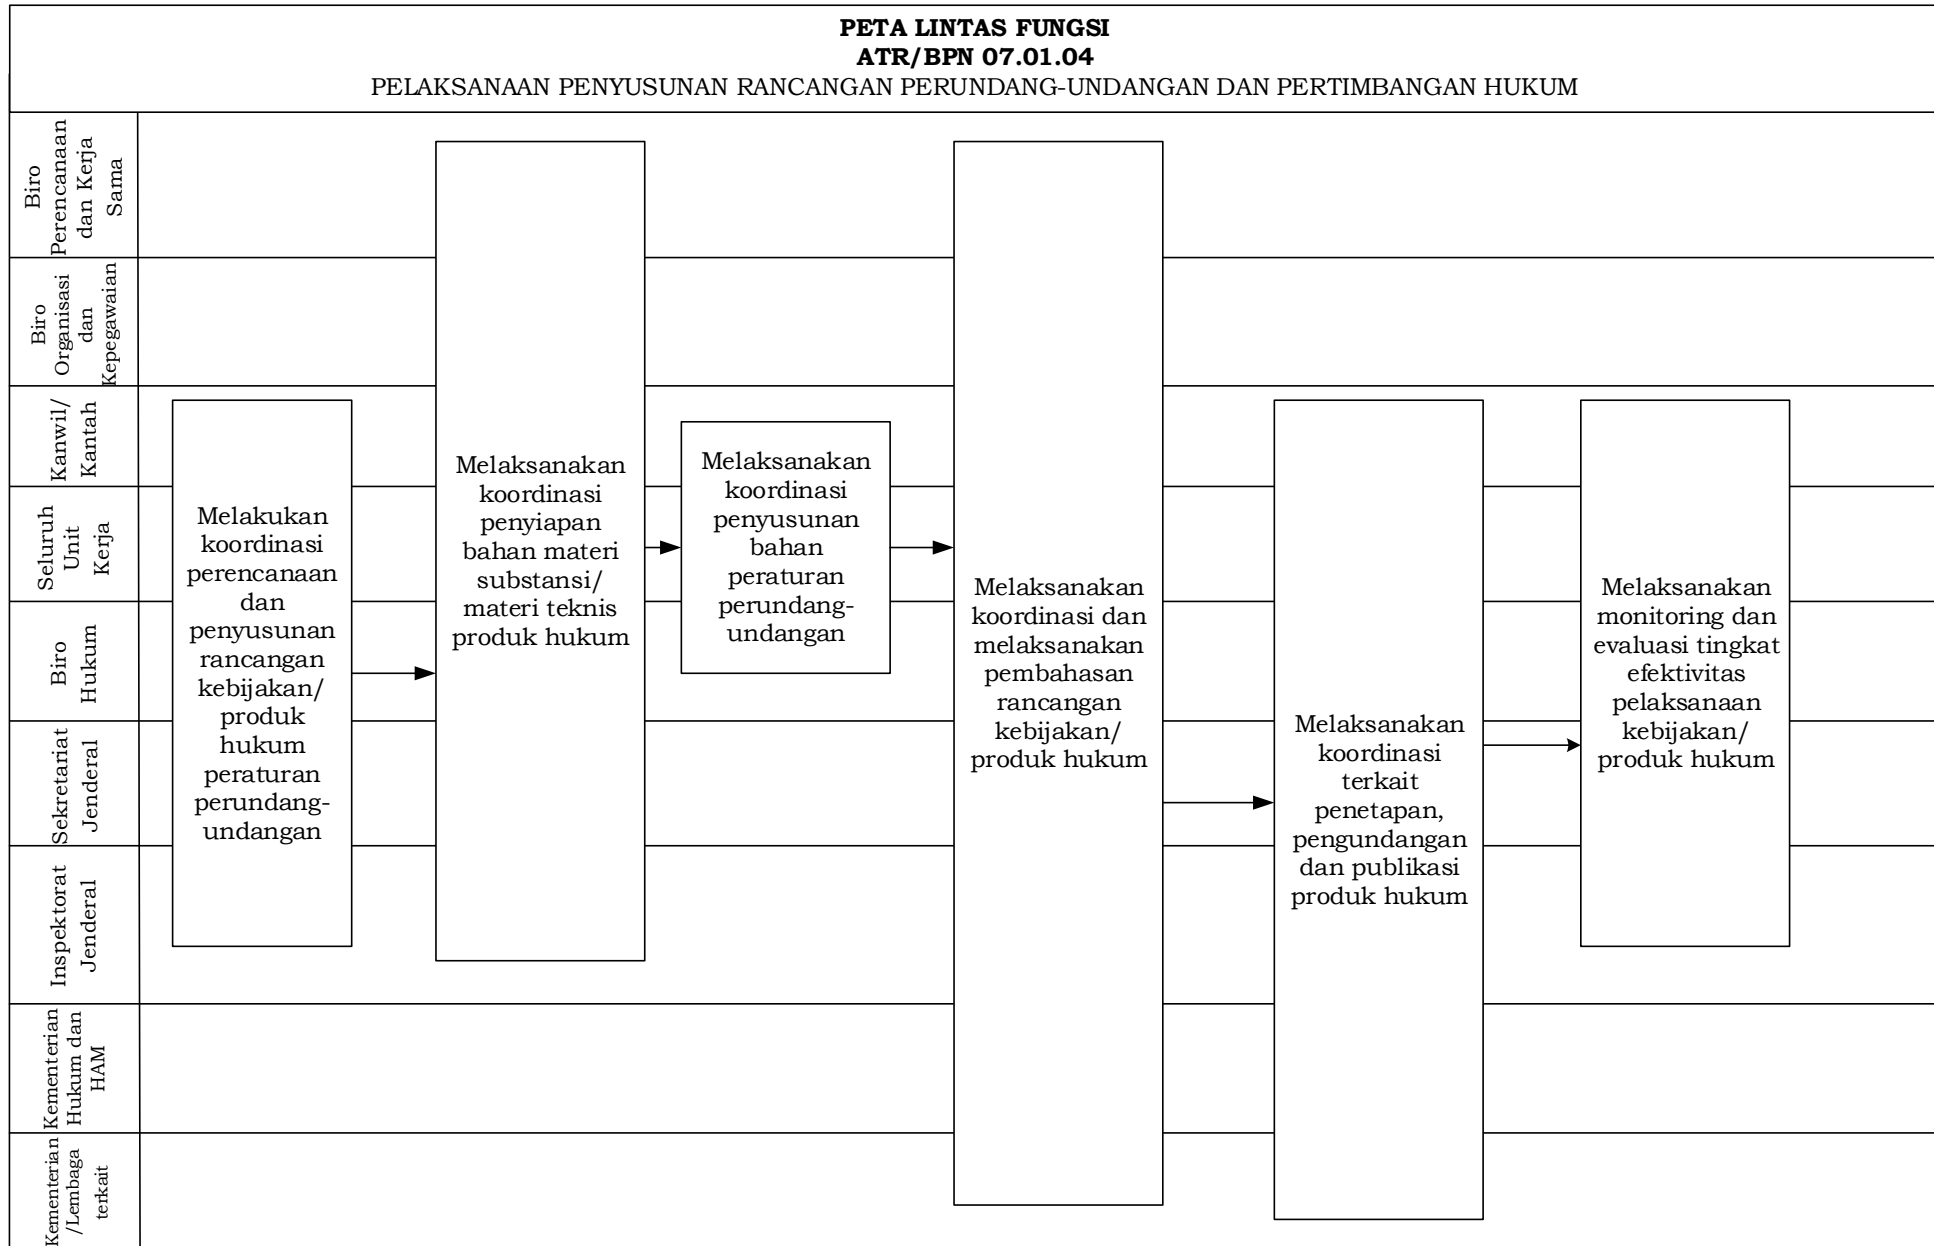 PETA LINTAS FUNGSI
ATR/BPN 07.01.04
PELAKSANAAN PENYUSUNAN RANCANGAN PERUNDANG-UNDANGAN DAN PERTIMBANGAN HUKUM
Biro
Perencanaan
dan Kerja
Sama
Biro
Organisasi
dan
Kepegawaian
Kanwil/
Kantah
Seluruh
Unit
Kerja
Biro
Hukum
Sekretariat
Jenderal
Inspektorat
Jenderal
Kementerian
Hukum dan
HAM
Kementerian
/Lembaga
terkait
Melakukan
koordinasi
perencanaan
dan
penyusunan
rancangan
kebijakan/
produk
hukum
peraturan
perundang-
undangan
Melaksanakan
koordinasi
penyiapan
bahan materi
substansi/
materi teknis
produk hukum
Melaksanakan
koordinasi
penyusunan
bahan
peraturan
perundang-
undangan
Melaksanakan
koordinasi dan
melaksanakan
pembahasan
rancangan
kebijakan/
produk hukum
Melaksanakan
koordinasi
terkait
penetapan,
pengundangan
dan publikasi
produk hukum
Melaksanakan
monitoring dan
evaluasi tingkat
efektivitas
pelaksanaan
kebijakan/
produk hukum